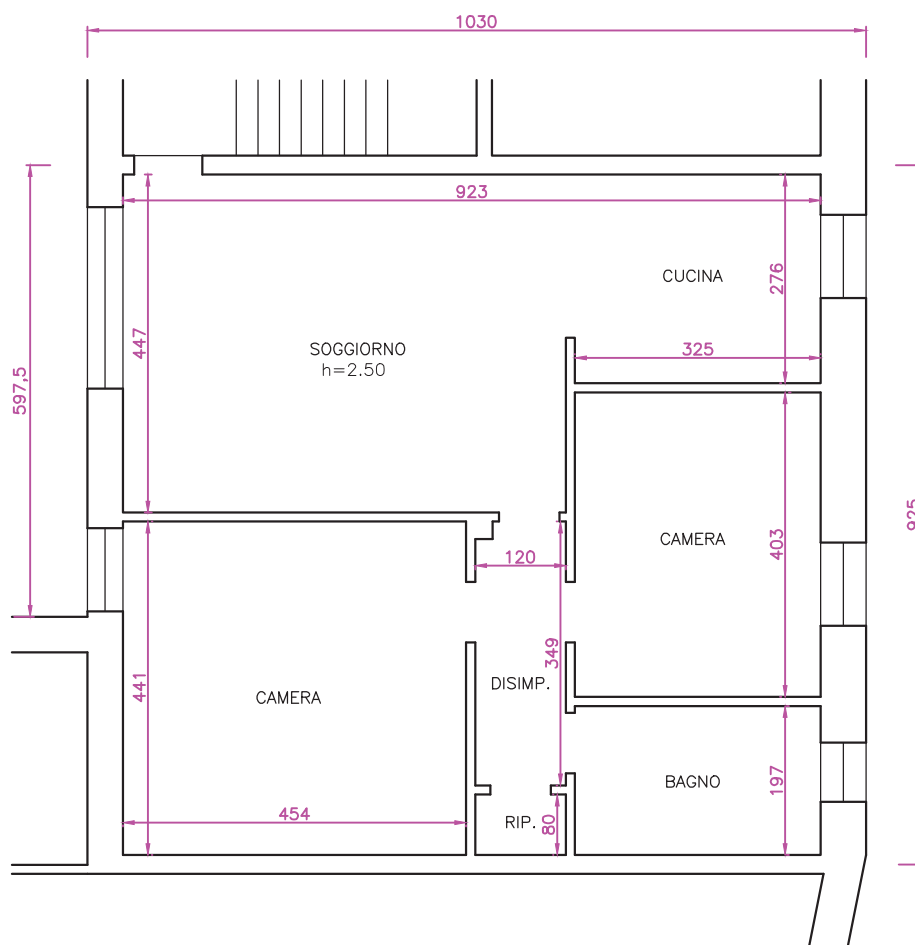 1030
923
CUCINA
276
447
SOGGIORNO
h=2.50
325
597,5
925
CAMERA
403
120
349
441
CAMERA
DISIMP.
BAGNO
197
454
RIP.
80